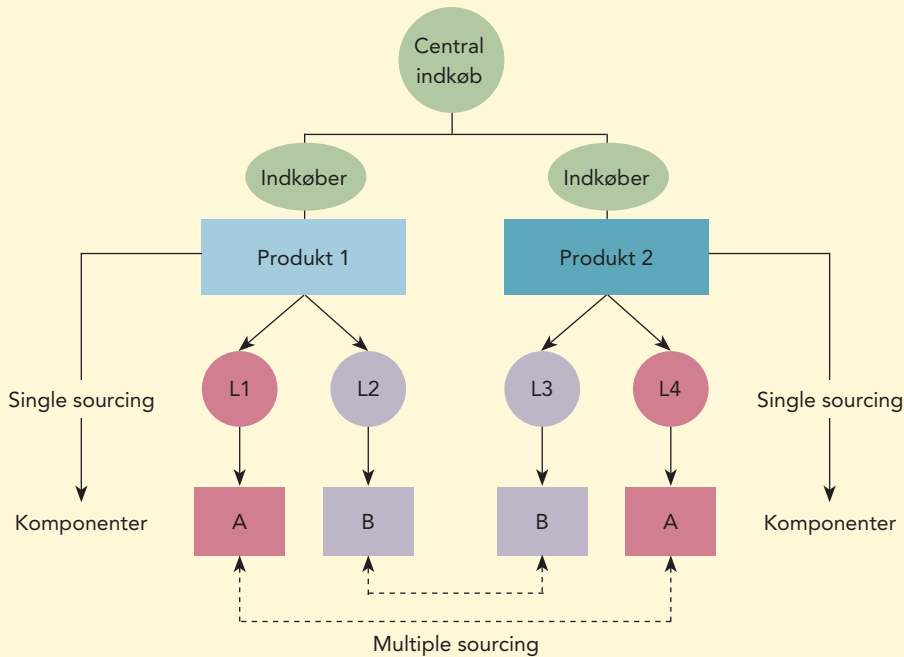 Central
indkøb
Indkøber
Indkøber
Produkt 1
Produkt 2
L1
L2
L3
L4
Single sourcing
Single sourcing
Komponenter
A
B
B
A
Komponenter
Multiple sourcing